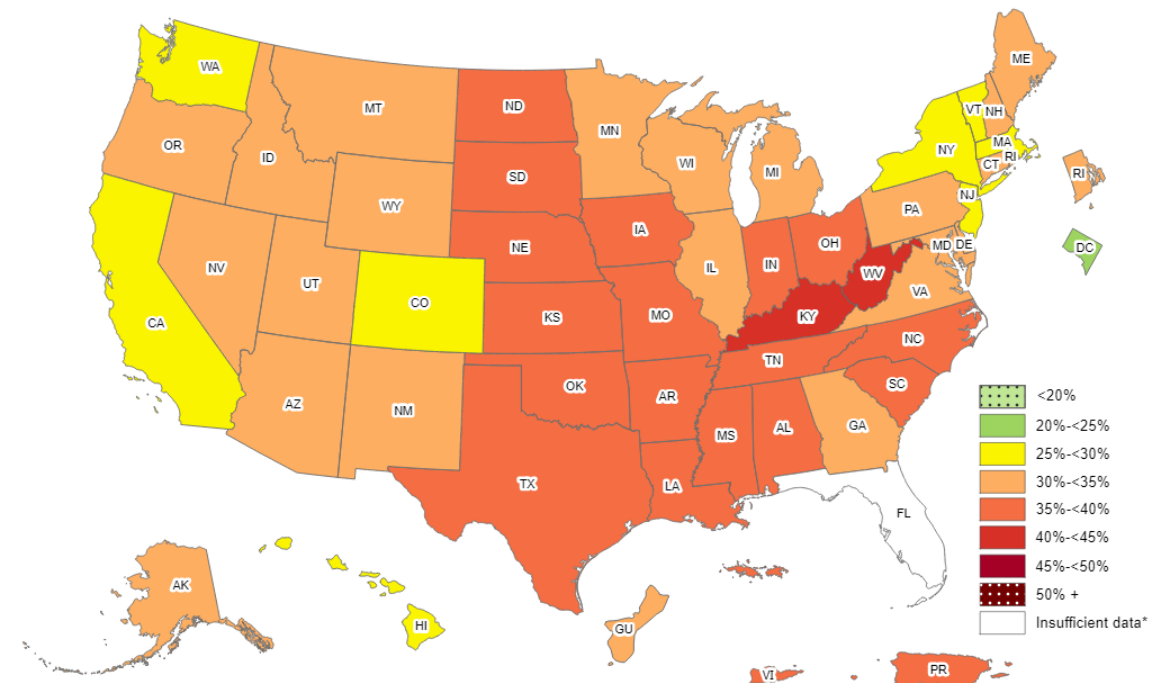 WA
ME
MT
ND
VT
NH
MN
OR
MA
NY
ID
RI
WI
CT
MI
SD
RI
NJ
WY
PA
IA
OH
MD
DE
NE
DC
NV
IN
IL
WV
UT
VA
CO
KS
MO
KY
CA
NC
TN
OK
SC
AR
<20%
AZ
NM
GA
20%-<25%
MS
AL
25%-<30%
TX
LA
30%-<35%
FL
35%-<40%
40%-<45%
45%-<50%
AK
50% +
HI
GU
Insufficient data*
PR
VI